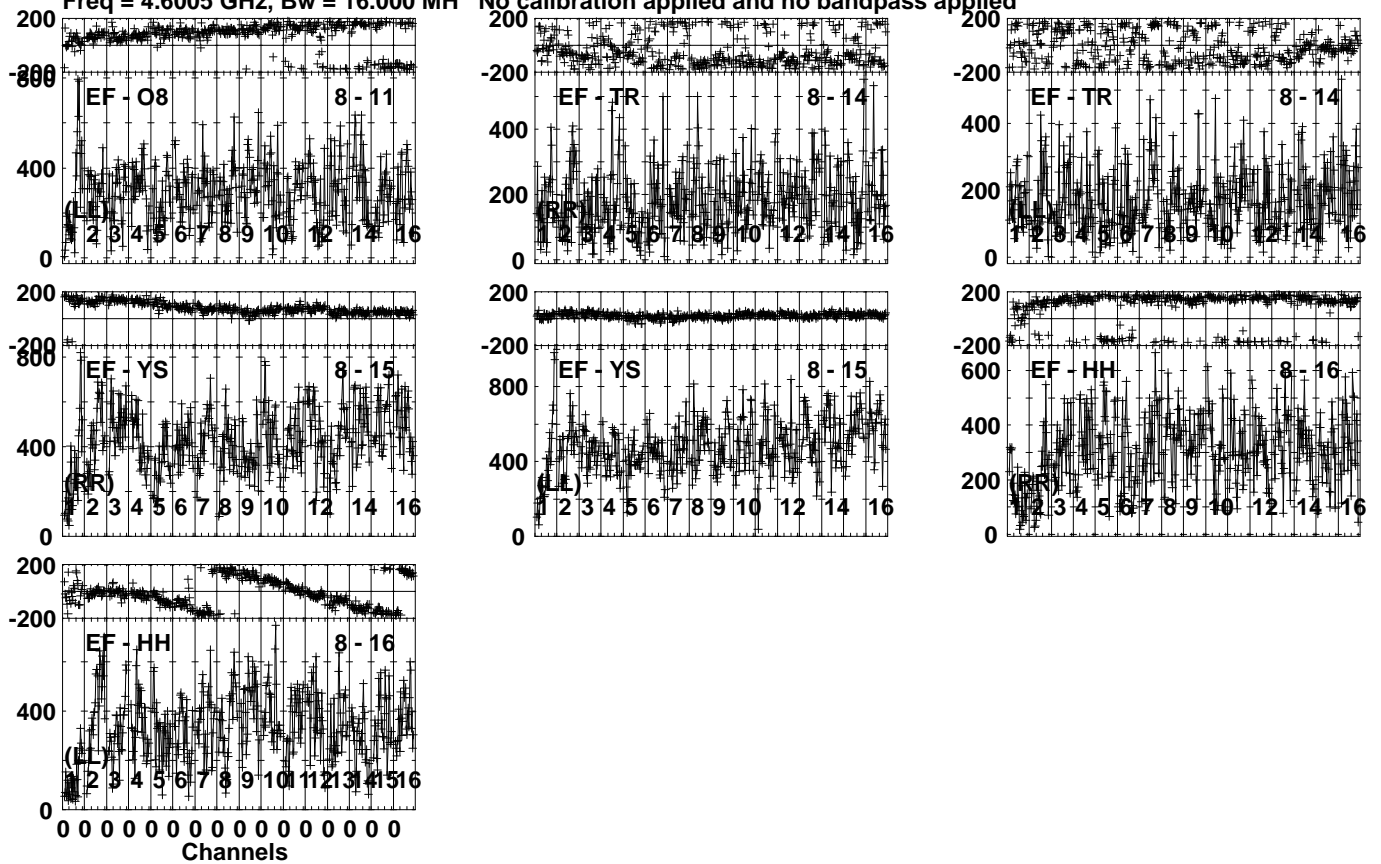 Freq = 4.6005 GHz, Bw = 16.000 MH No calibration applied and no bandpass applied
200
-200
800
400
0
EF - O8 8 - 11
(LL)
1 2 3 4 5 6 7 8 9 10 12 14 16
200
-200
400
200
0
EF - TR 8 - 14
(RR)
1 2 3 4 5 6 7 8 9 10 12 14 16
200
-200
400
200
0
EF - TR 8 - 14
(LL)
1 2 3 4 5 6 7 8 9 10 12 14 16
200
-200
800
400
0
EF - YS 8 - 15
(RR)
2 3 4 5 6 7 8 9 10 12 14 16
200
-200
800
400
0
EF - YS 8 - 15
(LL)
1 2 3 4 5 6 7 8 9 10 12 14 16
200
-200
600
400
200
0
EF - HH 8 - 16
(RR)
1 2 3 4 5 6 7 8 9 10 12 14 16
200
-200
400
0
EF - HH 8 - 16
(LL)
1 2 3 4 5 6 7 8 9 10 11 12 13 14 15 16
0 0 0 0 0 0 0 0 0 0 0 0 0 0 0 0
Channels